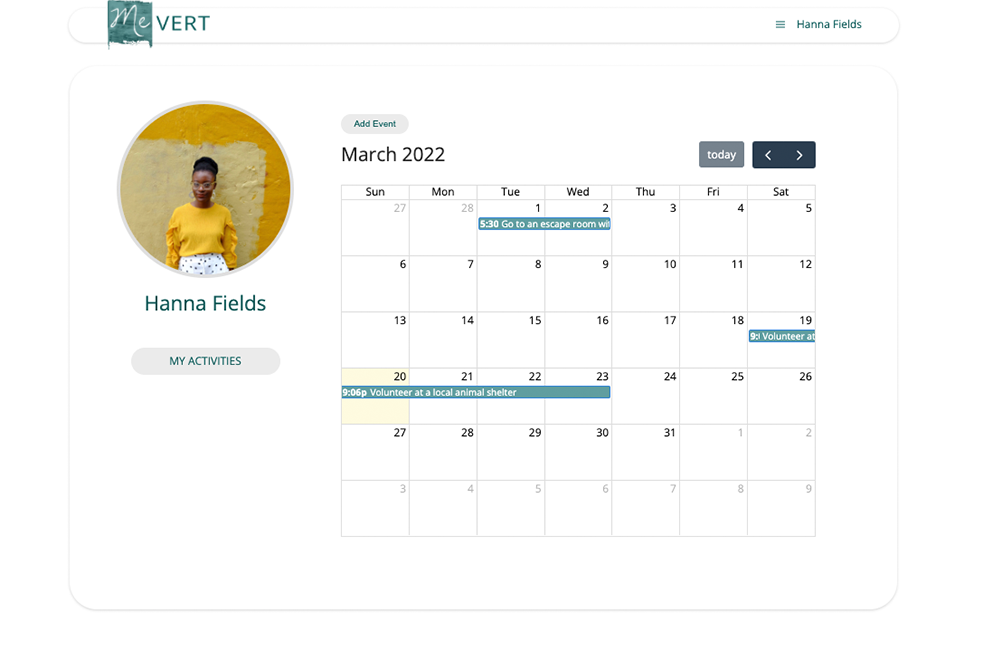 Me VERT
Hanna Fields
Add Event
March 2022
today
Sun Mon Tue Wed Thu Fri Sat
27 28 1 2 3 4 5
5:30 Go to an escape room wi
6 7 8 9 10 11 12
13 14 15 16 17 18 19
Volunteer at
20 21 22 23 24 25 26
9:06p Volunteer at a local animal shelter
27 28 29 30 31 1 2
3 4 5 6 7 8 9
Hanna Fields
MY ACTIVITIES